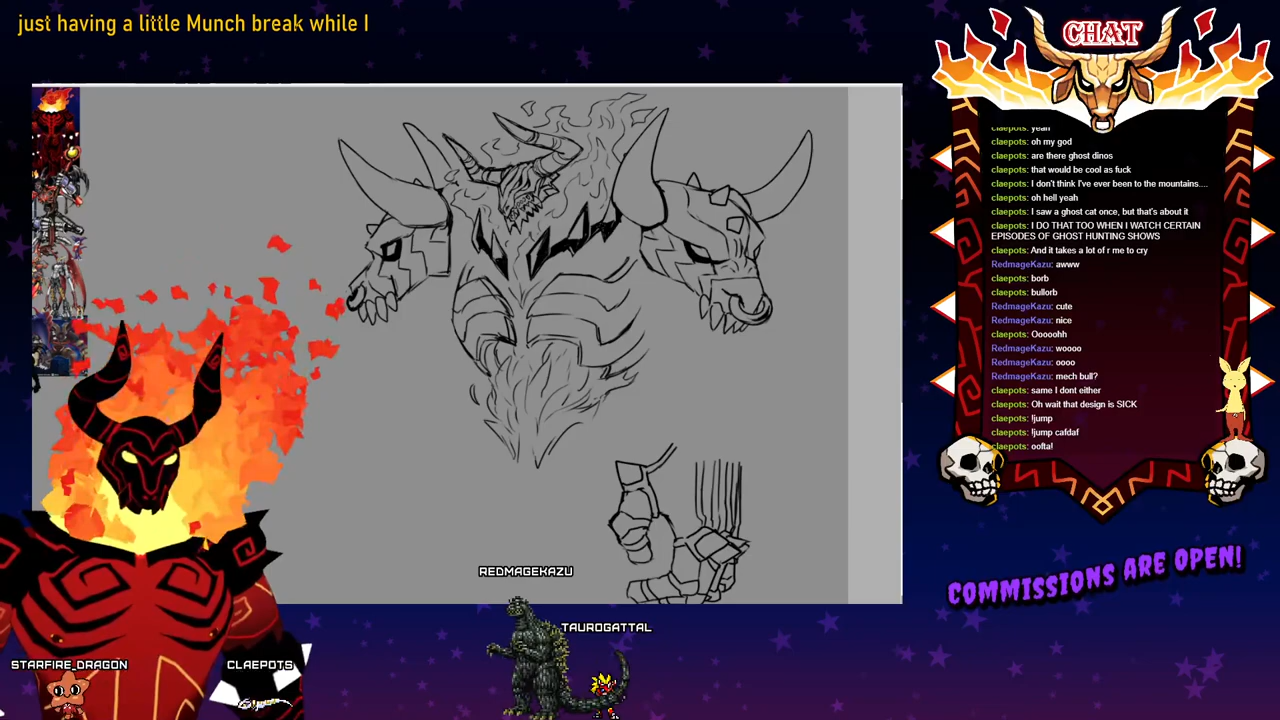 just having a little Munch break while I
CHAT
claepots: yeah
claepots: oh my god
claepots: are there ghost dinos
claepots: that would be cool as fuck
claepots: I don't think I've ever been to the mountains....
claepots: oh hell yeah
claepots: I saw a ghost cat once, but that's about it
claepots: I DO THAT TOO WHEN I WATCH CERTAIN
EPISODES OF GHOST HUNTING SHOWS
claepots: And it takes a lot of r me to cry
RedmageKazu: awww
claepots: borb
claepots: bullorb
RedmageKazu: cute
RedmageKazu: nice
claepots: Ooooohh
RedmageKazu: woooo
RedmageKazu: oooo
RedmageKazu: mech bull?
claepots: same I dont either
claepots: Oh wait that design is SICK
claepots: !jump
claepots: !jump cafdaf
claepots: oofta!
COMMISSIONS ARE OPEN!
REDMAGEKAZU
TAUROGATTAL
STARFIRE_DRAGON
CLAEPOTS